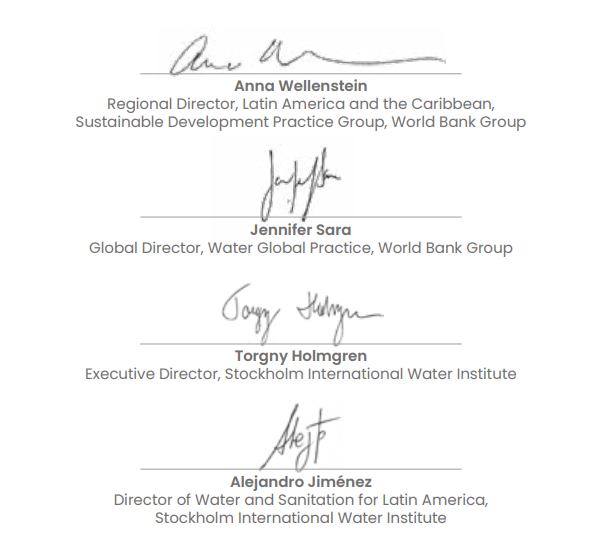 Anna Wellenstein
Regional Director, Latin America and the Caribbean,
Sustainable Development Practice Group, World Bank Group
Jennifer Sara
Global Director, Water Global Practice, World Bank Group
Torgny Holmgren
Torgny Holmgren
Executive Director, Stockholm International Water Institute
Alejandro Jiménez
Director of Water and Sanitation for Latin America,
Stockholm International Water Institute